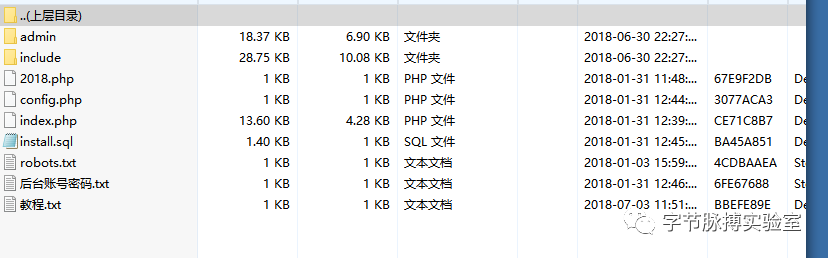 ..(上层目录)
admin 18.37 KB 6.90 KB 文件夹 2018-06-30 22:27:...
include 28.75 KB 10.08 KB 文件夹 2018-06-30 22:27:...
2018.php 1 KB 1 KB PHP 文件 2018-01-31 11:48:... 67E9F2DB De
config.php 1 KB 1 KB PHP 文件 2018-01-31 12:44:... 3077ACA3 De
index.php 13.60 KB 4.28 KB PHP 文件 2018-01-31 12:39:... CE71C8B7 De
install.sql 1.40 KB 1 KB SQL 文件 2018-01-31 12:45:... BA45A851 De
robots.txt 1 KB 1 KB 文本文档 2018-01-03 15:59:... 4CDBAAEA St
后台账号密码.txt 1 KB 1 KB 文本文档 2018-01-31 12:46:... 6FE67688 St
教程.txt 1 KB 1 KB 文本文档 2018-07-03 11:51:... BBEFE89E De
字节脉搏实验室